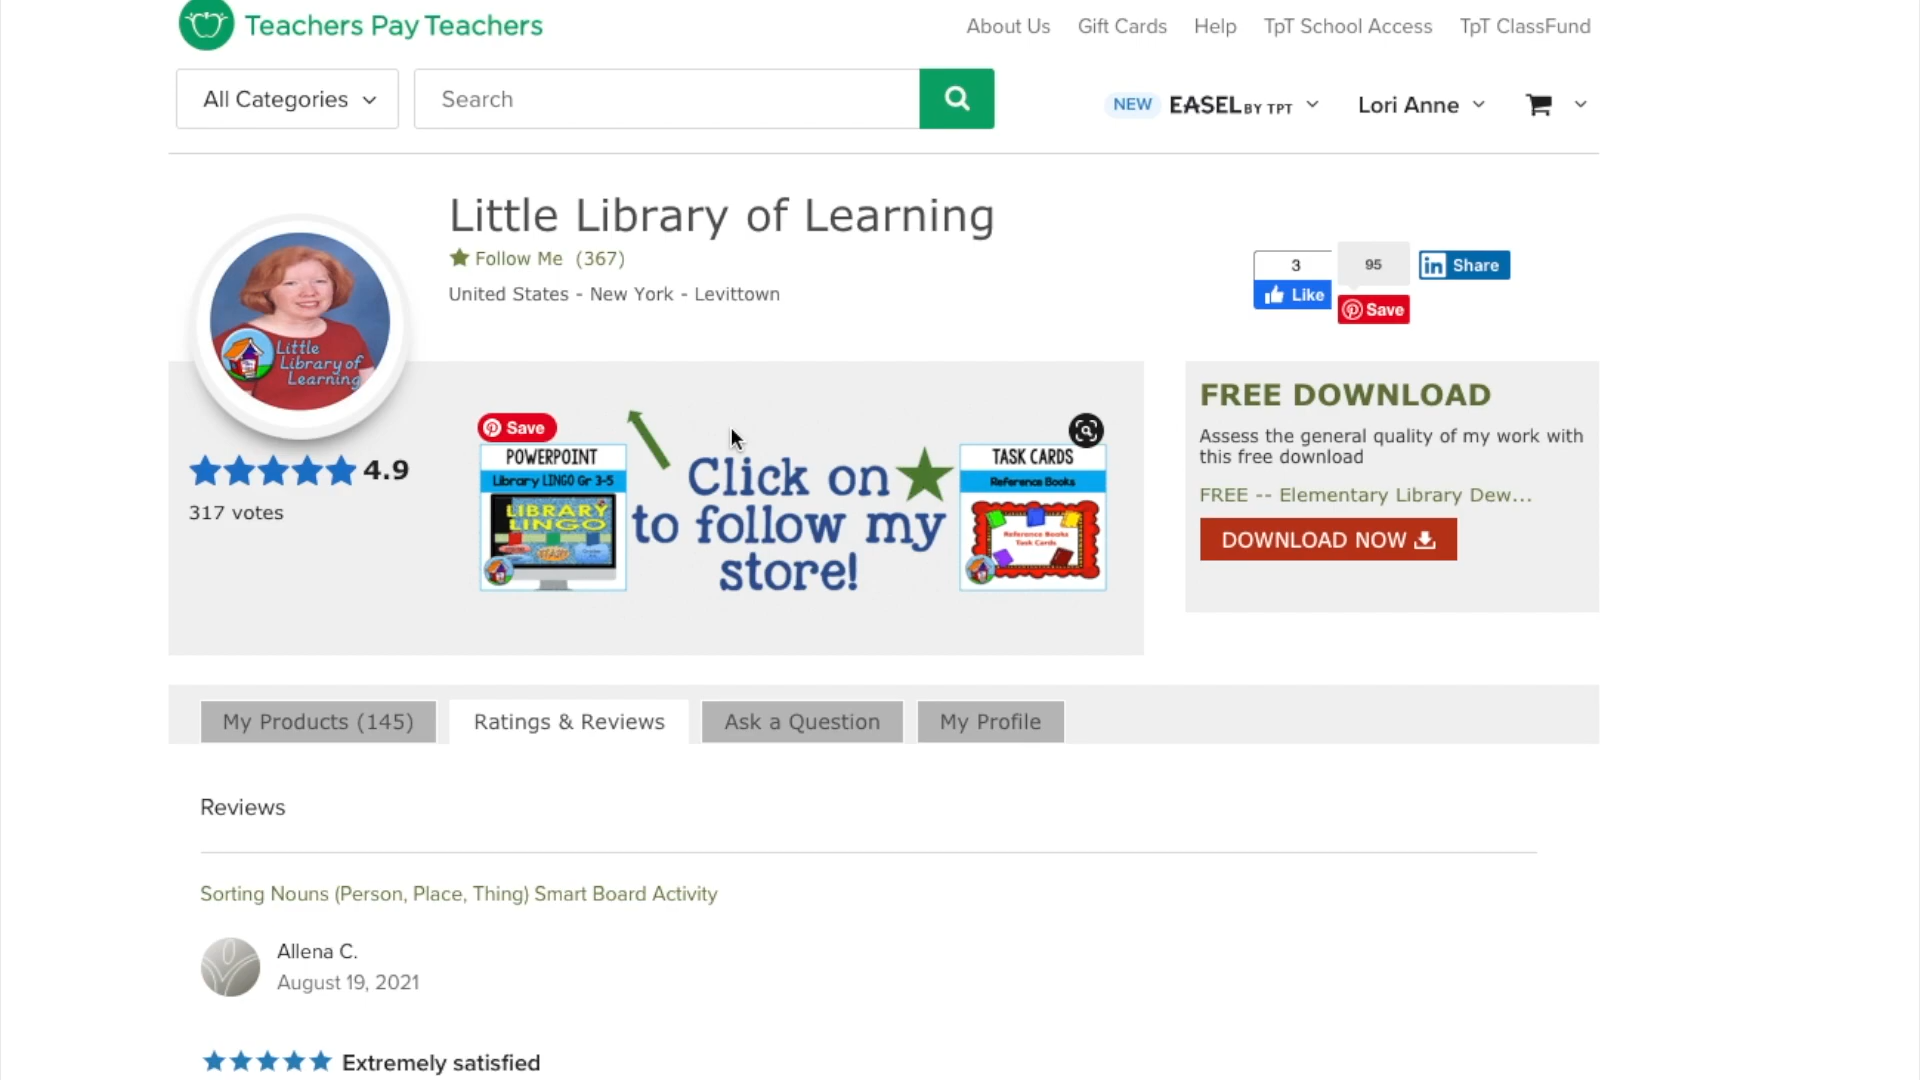 Teachers Pay Teachers
About Us Gift Cards Help TpT School Access TpT ClassFund
All Categories
Search
NEW EASEL BY TPT
Lori Anne
Little Library of Learning
Follow Me (367)
United States - New York - Levittown
3
Like
95
Save
in Share
Little
Library of
Learning
4.9
317 votes
Save
POWERPOINT
Library LINGO Gr 3-5
LIBRARY
LINGO
Click on
to follow my
store!
TASK CARDS
Reference Books
Reference Books
Task Cards
FREE DOWNLOAD
Assess the general quality of my work with
this free download
FREE -- Elementary Library Dew...
DOWNLOAD NOW
My Products (145)
Ratings & Reviews
Ask a Question
My Profile
Reviews
Sorting Nouns (Person, Place, Thing) Smart Board Activity
Allena C.
August 19, 2021
Extremely satisfied